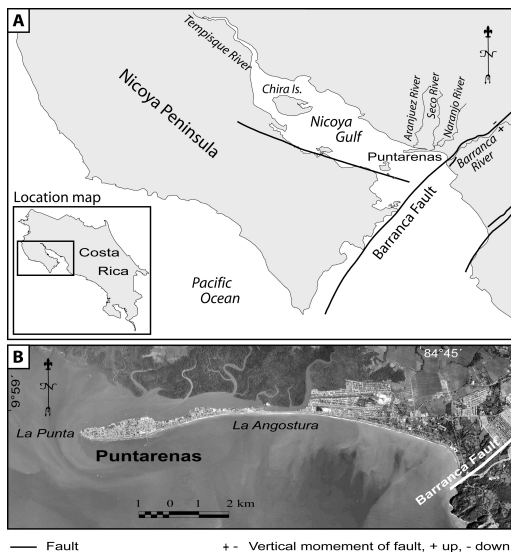 A
Tempisque River
Nicoya Peninsula
Chira Is.
Nicoya
Gulf
Aranjuez River
Seco River
Naranjo River
N
Puntarenas
- +
Barranca
River
Barranca Fault
Location map
Costa
Rica
Pacific
Ocean
B
84°45´
9°59´
N
La Punta
La Angostura
Puntarenas
Barranca Fault
1 0 1 2 km
Fault
+ - Vertical momement of fault, + up, - down